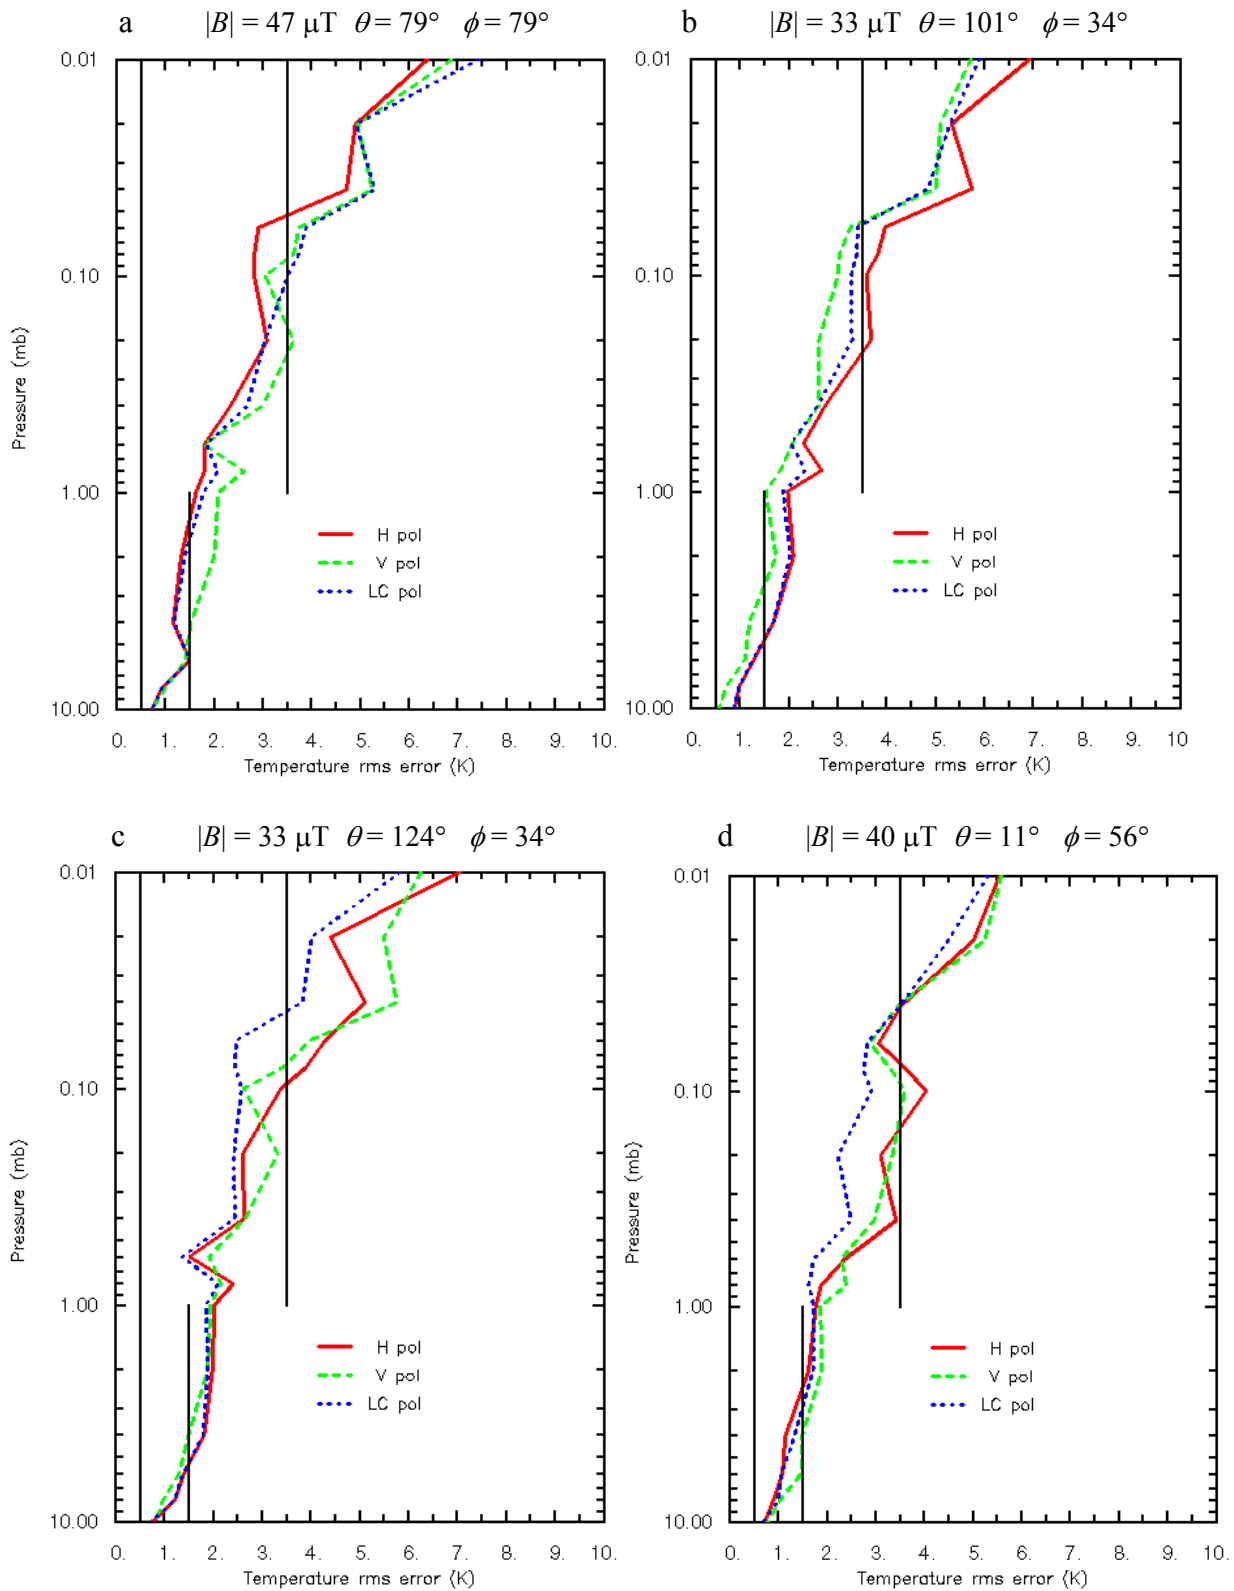 a |B| = 47 μT θ = 79° ϕ = 79°
0.01
0.10
1.00
10.00
Pressure (mb)
H pol
V pol
LC pol
0. 1. 2. 3. 4. 5. 6. 7. 8. 9. 10.
Temperature rms error (K)
b |B| = 33 μT θ = 101° ϕ = 34°
0.01
0.10
1.00
10.00
H pol
V pol
LC pol
0. 1. 2. 3. 4. 5. 6. 7. 8. 9. 10
Temperature rms error (K)
c |B| = 33 μT θ = 124° ϕ = 34°
0.01
0.10
1.00
10.00
Pressure (mb)
H pol
V pol
LC pol
0. 1. 2. 3. 4. 5. 6. 7. 8. 9. 10.
Temperature rms error (K)
d |B| = 40 μT θ = 11° ϕ = 56°
0.01
0.10
1.00
10.00
Pressure (mb)
H pol
V pol
LC pol
0. 1. 2. 3. 4. 5. 6. 7. 8. 9. 10.
Temperature rms error (K)